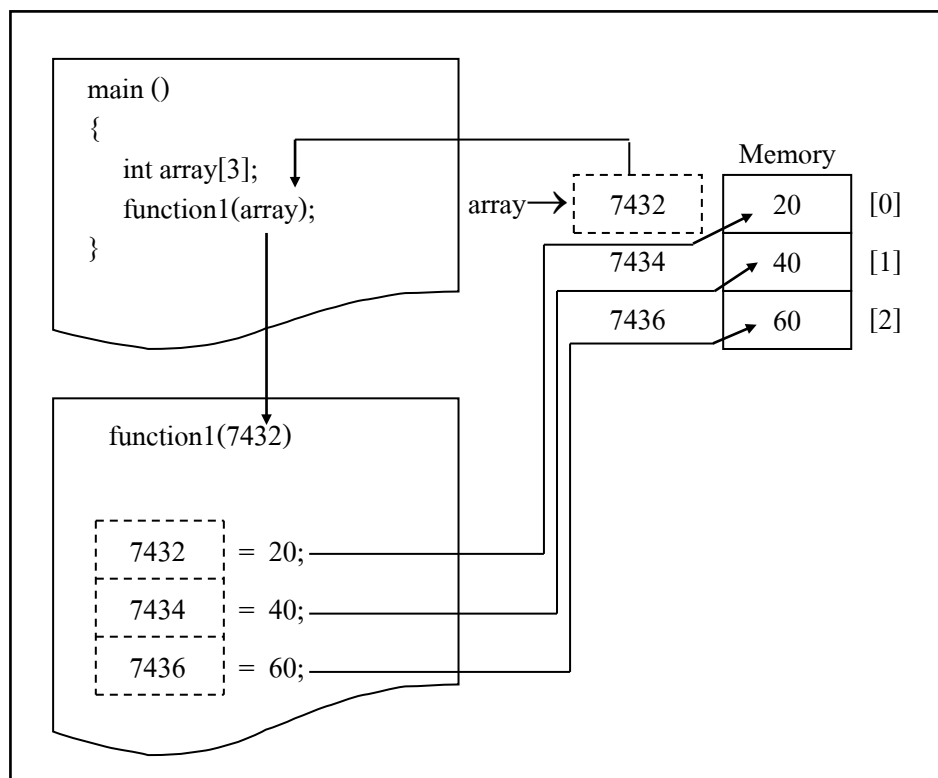 main ()
{
int array[3];
function1(array);
}
Memory
array 7432 20 [0]
7434 40 [1]
7436 60 [2]
function1(7432)
7432 = 20;
7434 = 40;
7436 = 60;